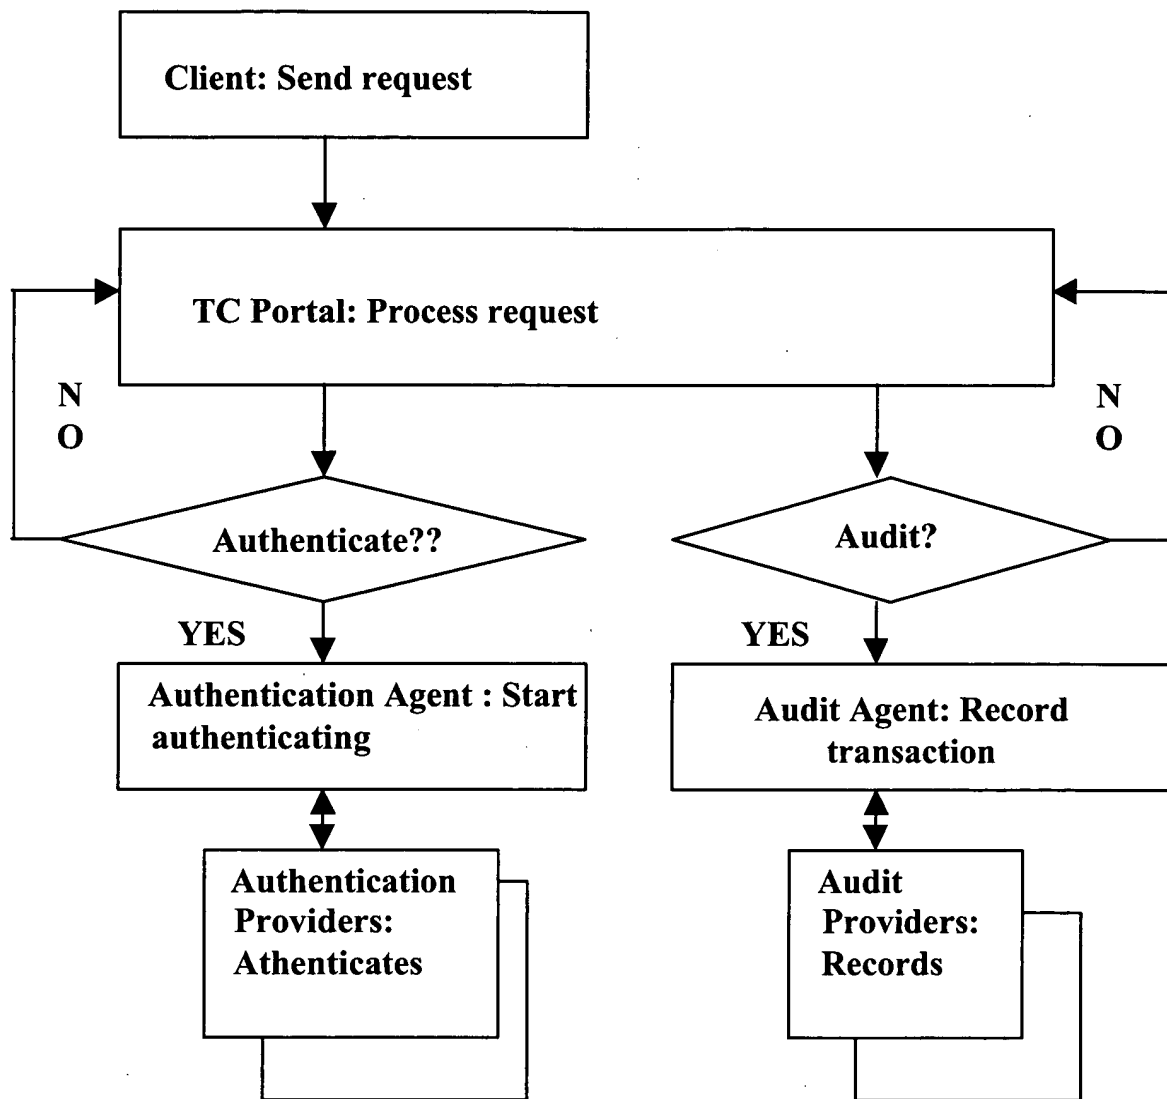 Client: Send request
TC Portal: Process request
N
O
N
O
Authenticate??
Audit?
YES
YES
Authentication Agent : Start
authenticating
Audit Agent: Record
transaction
Authentication
Providers:
Athenticates
Audit
Providers:
Records